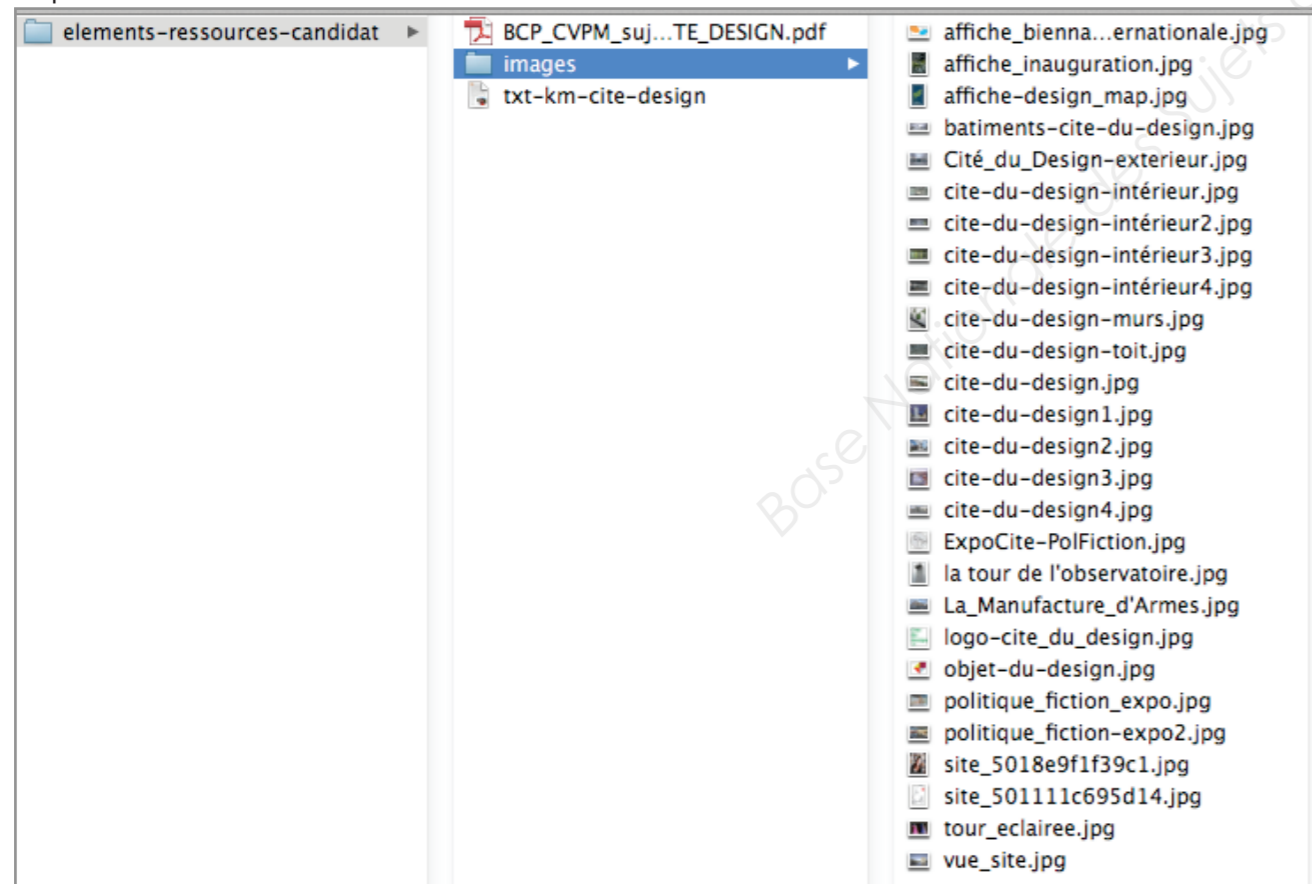 elements-ressources-candidat
BCP_CVPM_suj...TE_DESIGN.pdf
images
txt-km-cite-design
affiche_bienna...ernationale.jpg
affiche_inauguration.jpg
affiche-design_map.jpg
batiments-cite-du-design.jpg
Cité_du_Design-exterieur.jpg
cite-du-design-intérieur.jpg
cite-du-design-intérieur2.jpg
cite-du-design-intérieur3.jpg
cite-du-design-intérieur4.jpg
cite-du-design-murs.jpg
cite-du-design-toit.jpg
cite-du-design.jpg
cite-du-design1.jpg
cite-du-design2.jpg
cite-du-design3.jpg
cite-du-design4.jpg
ExpoCite-PolFiction.jpg
la tour de l'observatoire.jpg
La_Manufacture_d'Armes.jpg
logo-cite_du_design.jpg
objet-du-design.jpg
politique_fiction_expo.jpg
politique_fiction-expo2.jpg
site_5018e9f1f39c1.jpg
site_501111c695d14.jpg
tour_eclairee.jpg
vue_site.jpg
Base Nationale des Sujets